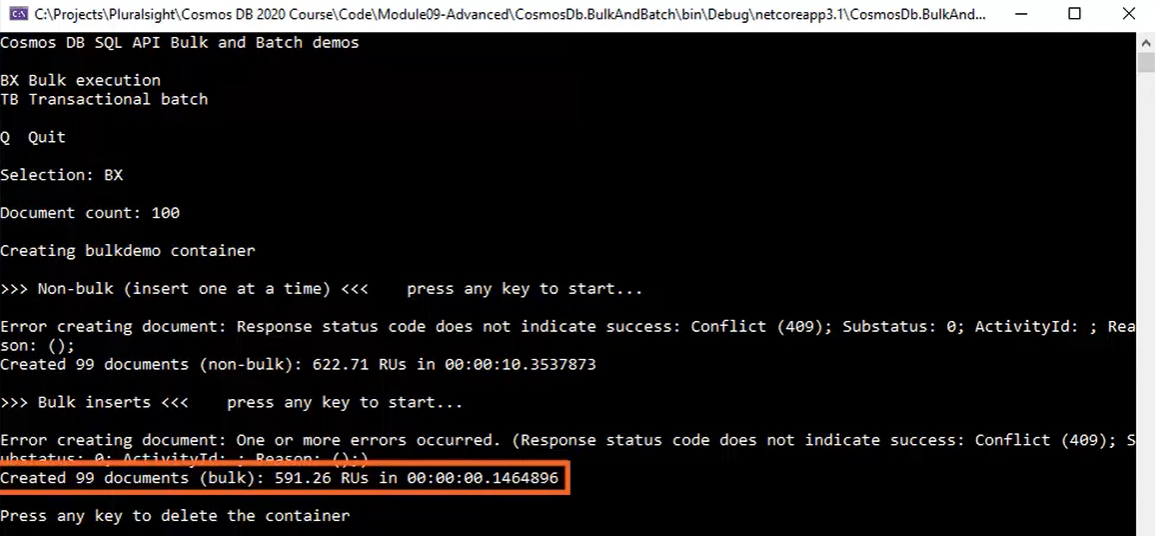 C:\Projects\Pluralsight\Cosmos DB 2020 Course\Code\Module09-Advanced\CosmosDb.BulkAndBatch\bin\Debug\netcoreapp3.1\CosmosDb.BulkAnd...
Cosmos DB SQL API Bulk and Batch demos
BX Bulk execution
TB Transactional batch
Q  Quit
Selection: BX
Document count: 100
Creating bulkdemo container
>>> Non-bulk (insert one at a time) <<<    press any key to start...
Error creating document: Response status code does not indicate success: Conflict (409); Substatus: 0; ActivityId: ; Rea
son: ();
Created 99 documents (non-bulk): 622.71 RUs in 00:00:10.3537873
>>> Bulk inserts <<<    press any key to start...
Error creating document: One or more errors occurred. (Response status code does not indicate success: Conflict (409); S
ubstatus: 0; ActivityId: ; Reason: ();)
Created 99 documents (bulk): 591.26 RUs in 00:00:00.1464896
Press any key to delete the container